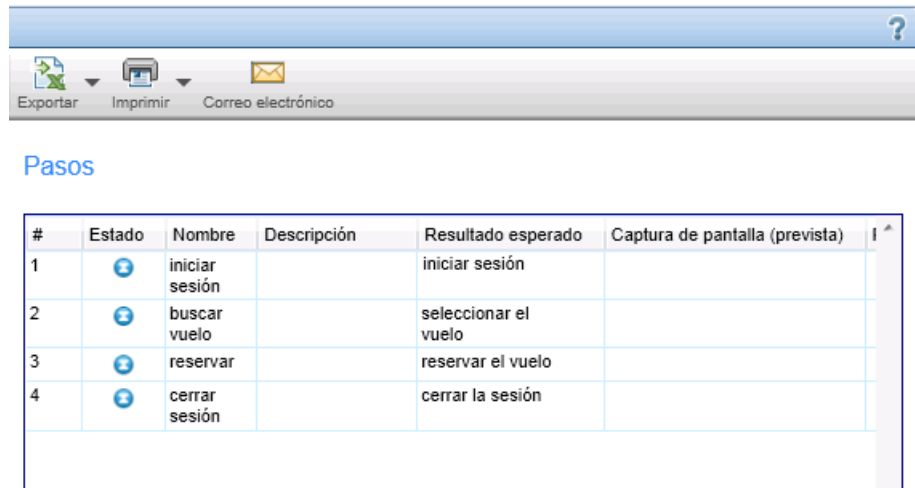 ?
Exportar Imprimir Correo electrónico
Pasos
# Estado Nombre Descripción Resultado esperado Captura de pantalla (prevista)
1 iniciar sesión iniciar sesión
2 buscar vuelo seleccionar el vuelo
3 reservar reservar el vuelo
4 cerrar sesión cerrar la sesión